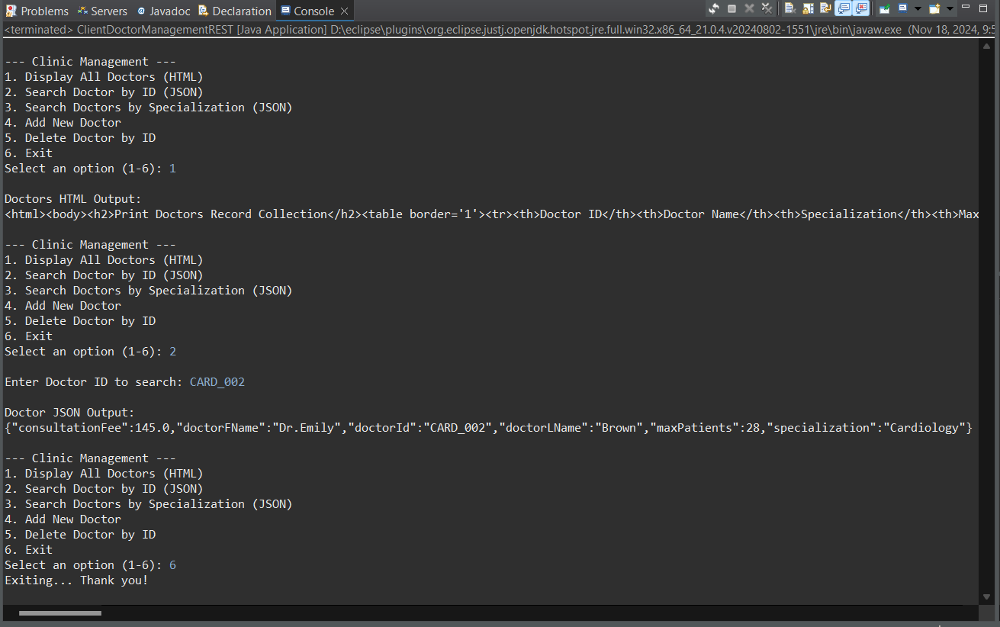 Problems Servers Javadoc Declaration Console
<terminated> ClientDoctorManagementREST [Java Application] D:\eclipse\plugins\org.eclipse.justj.openjdk.hotspot.jre.full.win32.x86_64_21.0.4.v20240802-1551\jre\bin\javaw.exe (Nov 18, 2024, 9:5
--- Clinic Management ---
1. Display All Doctors (HTML)
2. Search Doctor by ID (JSON)
3. Search Doctors by Specialization (JSON)
4. Add New Doctor
5. Delete Doctor by ID
6. Exit
Select an option (1-6): 1
Doctors HTML Output:
<html><body><h2>Print Doctors Record Collection</h2><table border='1'><tr><th>Doctor ID</th><th>Doctor Name</th><th>Specialization</th><th>Max
--- Clinic Management ---
1. Display All Doctors (HTML)
2. Search Doctor by ID (JSON)
3. Search Doctors by Specialization (JSON)
4. Add New Doctor
5. Delete Doctor by ID
6. Exit
Select an option (1-6): 2
Enter Doctor ID to search: CARD_002
Doctor JSON Output:
{"consultationFee":145.0,"doctorFName":"Dr.Emily","doctorId":"CARD_002","doctorLName":"Brown","maxPatients":28,"specialization":"Cardiology"}
--- Clinic Management ---
1. Display All Doctors (HTML)
2. Search Doctor by ID (JSON)
3. Search Doctors by Specialization (JSON)
4. Add New Doctor
5. Delete Doctor by ID
6. Exit
Select an option (1-6): 6
Exiting... Thank you!